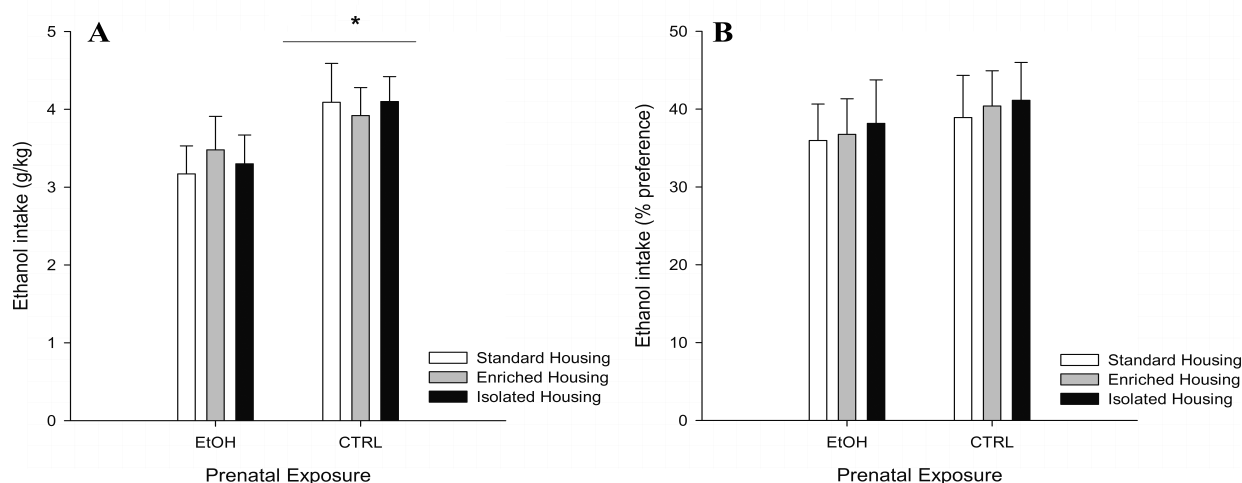 A
*
5
4
3
2
1
0
Ethanol intake (g/kg)
Standard Housing
Enriched Housing
Isolated Housing
EtOH CTRL
Prenatal Exposure
B
50
40
30
20
10
0
Ethanol intake (% preference)
Standard Housing
Enriched Housing
Isolated Housing
EtOH CTRL
Prenatal Exposure